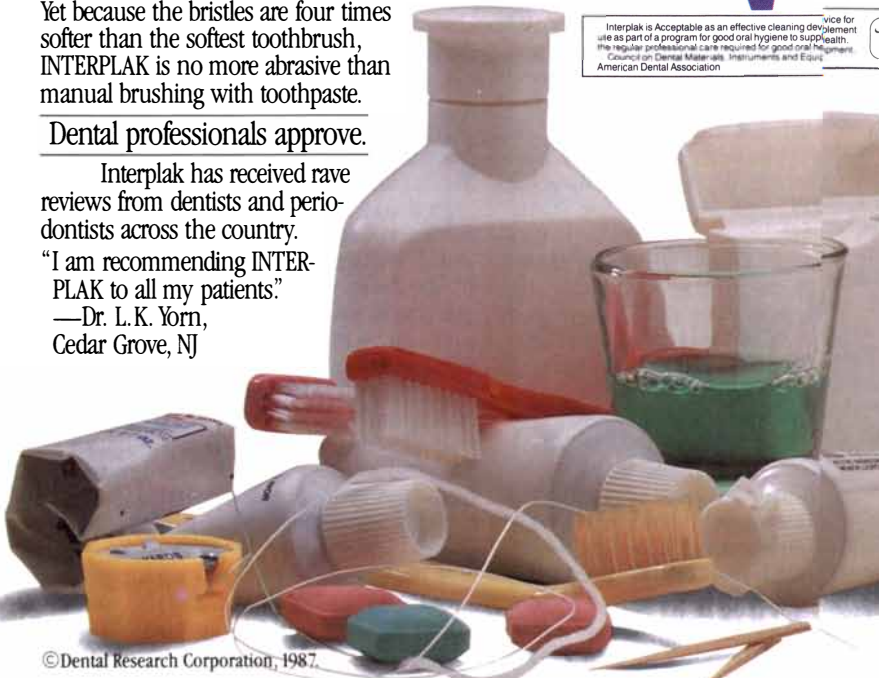 Yet because the bristles are four times
softer than the softest toothbrush,
INTERPLAK is no more abrasive than
manual brushing with toothpaste.
Dental professionals approve.
Interplak has received rave
reviews from dentists and perio-
dontists across the country.
“I am recommending INTER-
PLAK to all my patients.”
—Dr. L.K. Yorn,
Cedar Grove, NJ
Interplak is Acceptable as an effective cleaning device for
use as part of a program for good oral hygiene to supplement
the regular professional care required for good oral health.
Council on Dental Materials, Instruments and Equipment.
American Dental Association
©Dental Research Corporation, 1987.